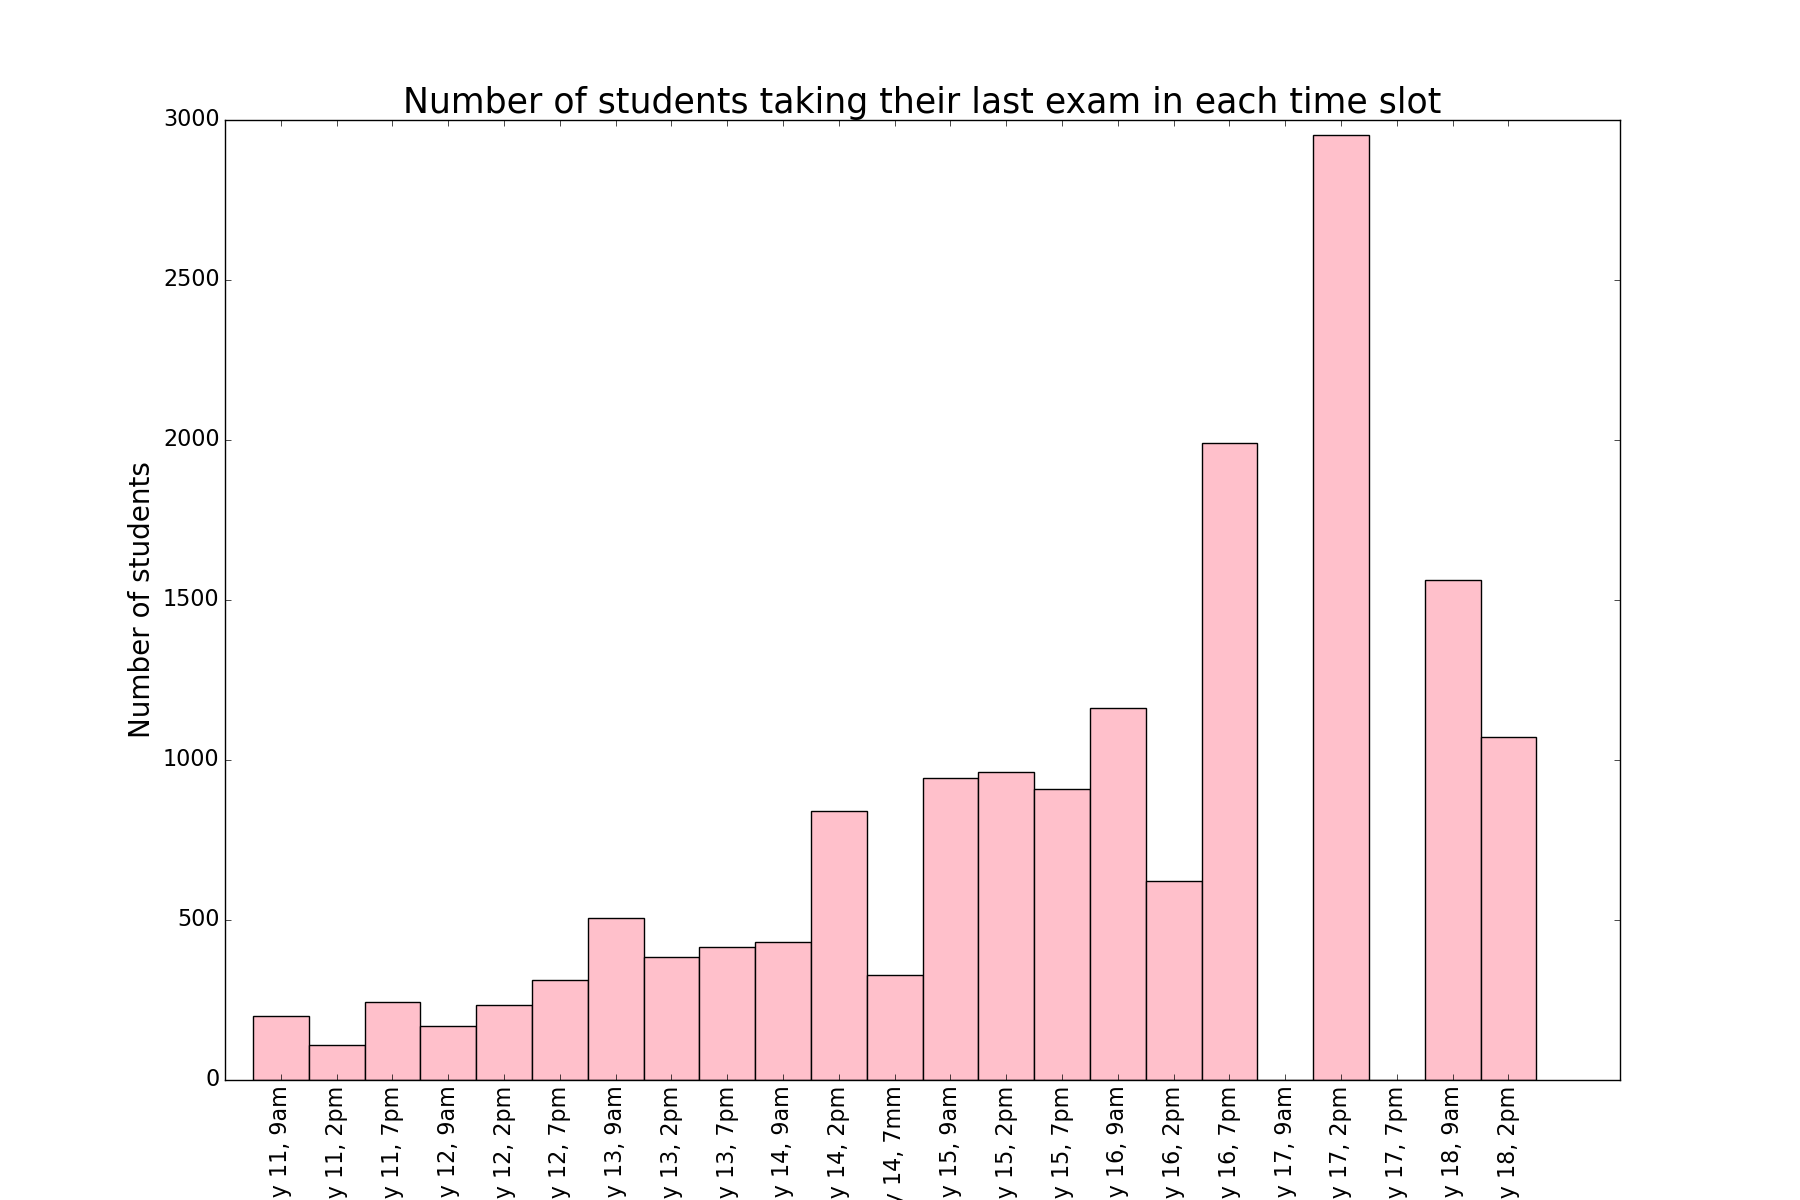 Number of students taking their last exam in each time slot
Number of students
3000
2500
2000
1500
1000
500
0
y 11, 9am
y 11, 2pm
y 11, 7pm
y 12, 9am
y 12, 2pm
y 12, 7pm
y 13, 9am
y 13, 2pm
y 13, 7pm
y 14, 9am
y 14, 2pm
y 14, 7mm
y 15, 9am
y 15, 2pm
y 15, 7pm
y 16, 9am
y 16, 2pm
y 16, 7pm
y 17, 9am
y 17, 2pm
y 17, 7pm
y 18, 9am
y 18, 2pm